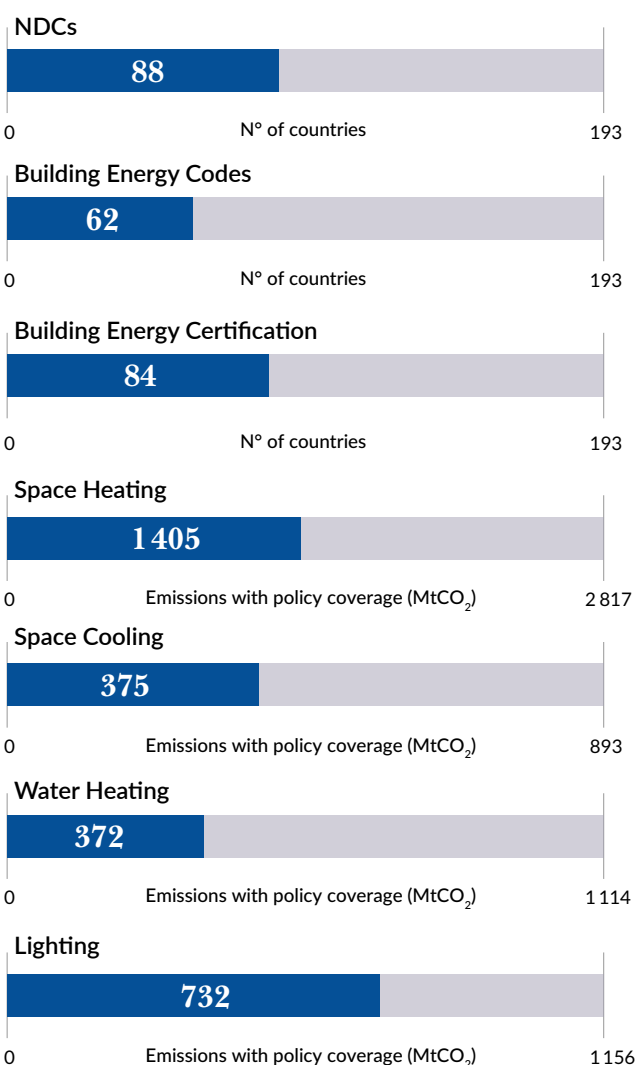 NDCs
88
0 N° of countries 193
Building Energy Codes
62
0 N° of countries 193
Building Energy Certification
84
0 N° of countries 193
Space Heating
1 405
0 Emissions with policy coverage (MtCO₂) 2 817
Space Cooling
375
0 Emissions with policy coverage (MtCO₂) 893
Water Heating
372
0 Emissions with policy coverage (MtCO₂) 1 114
Lighting
732
0 Emissions with policy coverage (MtCO₂) 1 156